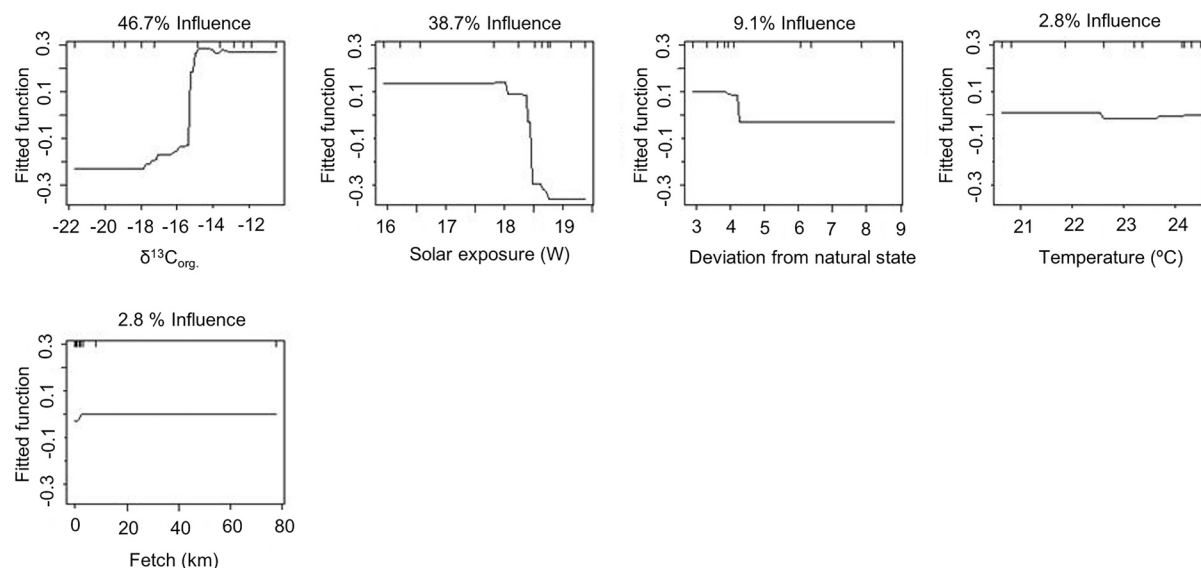 46.7% Influence
0.3
0.1
-0.1
-0.3
Fitted function
-22 -20 -18 -16 -14 -12
δ¹³Corg.
38.7% Influence
0.3
0.1
-0.1
-0.3
Fitted function
16 17 18 19
Solar exposure (W)
9.1% Influence
0.3
0.1
-0.1
-0.3
Fitted function
3 4 5 6 7 8 9
Deviation from natural state
2.8% Influence
0.3
0.1
-0.1
-0.3
Fitted function
21 22 23 24
Temperature (ºC)
2.8 % Influence
0.3
0.1
-0.1
-0.3
Fitted function
0 20 40 60 80
Fetch (km)